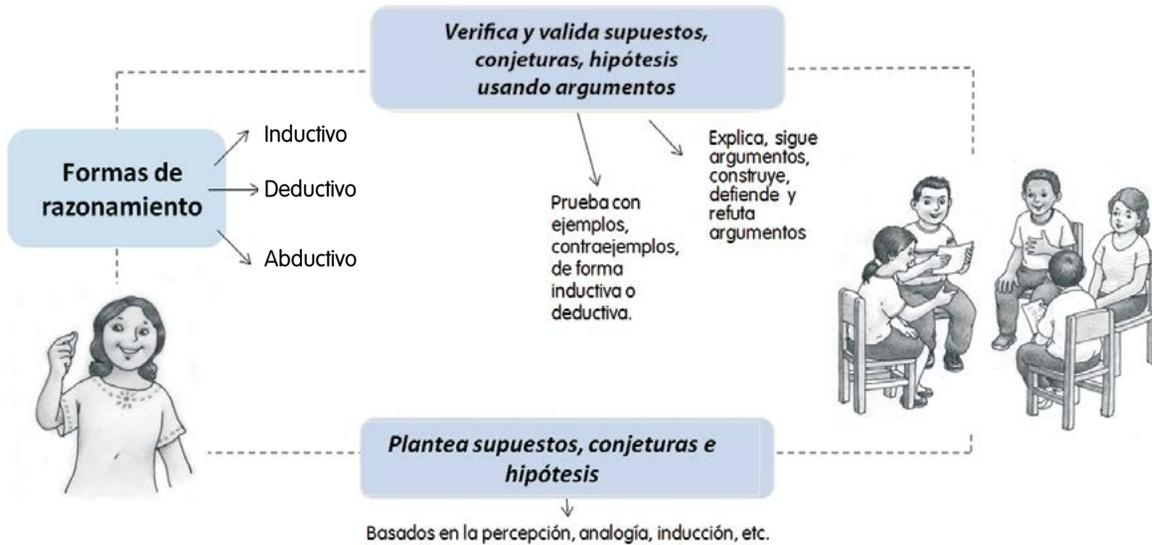 Verifica y valida supuestos,
conjeturas, hipótesis
usando argumentos
Formas de
razonamiento
Inductivo
Deductivo
Abductivo
Prueba con
ejemplos,
contraejemplos,
de forma
inductiva o
deductiva.
Explica, sigue
argumentos,
construye,
defiende y
refuta
argumentos
Plantea supuestos, conjeturas e
hipótesis
Basados en la percepción, analogía, inducción, etc.